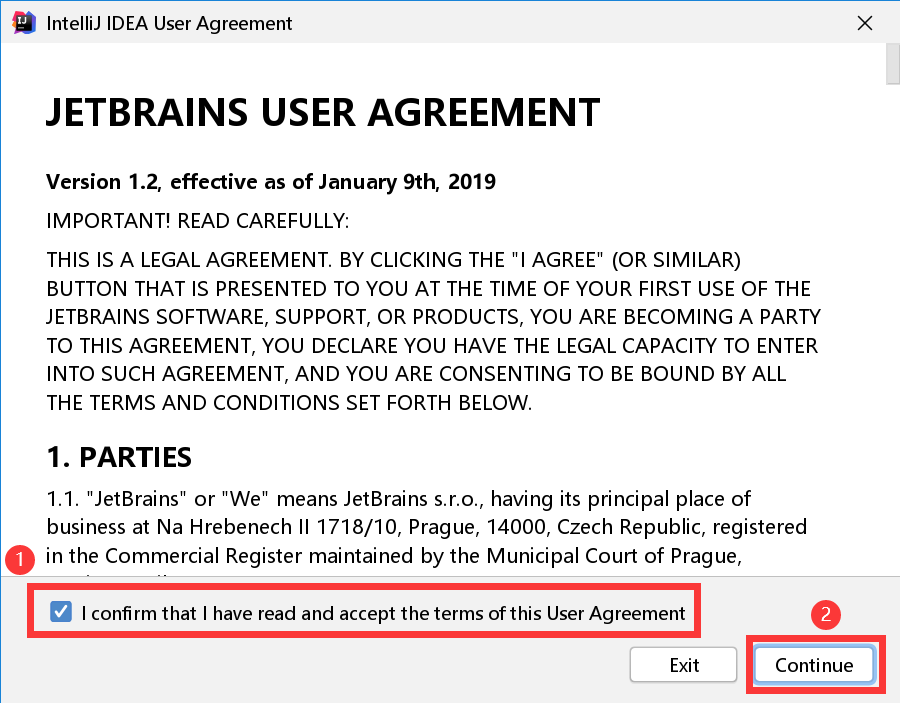 IntelliJ IDEA User Agreement
JETBRAINS USER AGREEMENT
Version 1.2, effective as of January 9th, 2019
IMPORTANT! READ CAREFULLY:
THIS IS A LEGAL AGREEMENT. BY CLICKING THE "I AGREE" (OR SIMILAR)
BUTTON THAT IS PRESENTED TO YOU AT THE TIME OF YOUR FIRST USE OF THE
JETBRAINS SOFTWARE, SUPPORT, OR PRODUCTS, YOU ARE BECOMING A PARTY
TO THIS AGREEMENT, YOU DECLARE YOU HAVE THE LEGAL CAPACITY TO ENTER
INTO SUCH AGREEMENT, AND YOU ARE CONSENTING TO BE BOUND BY ALL
THE TERMS AND CONDITIONS SET FORTH BELOW.
1. PARTIES
1.1. "JetBrains" or "We" means JetBrains s.r.o., having its principal place of
business at Na Hrebenech II 1718/10, Prague, 14000, Czech Republic, registered
in the Commercial Register maintained by the Municipal Court of Prague,
1
I confirm that I have read and accept the terms of this User Agreement
2
Exit
Continue